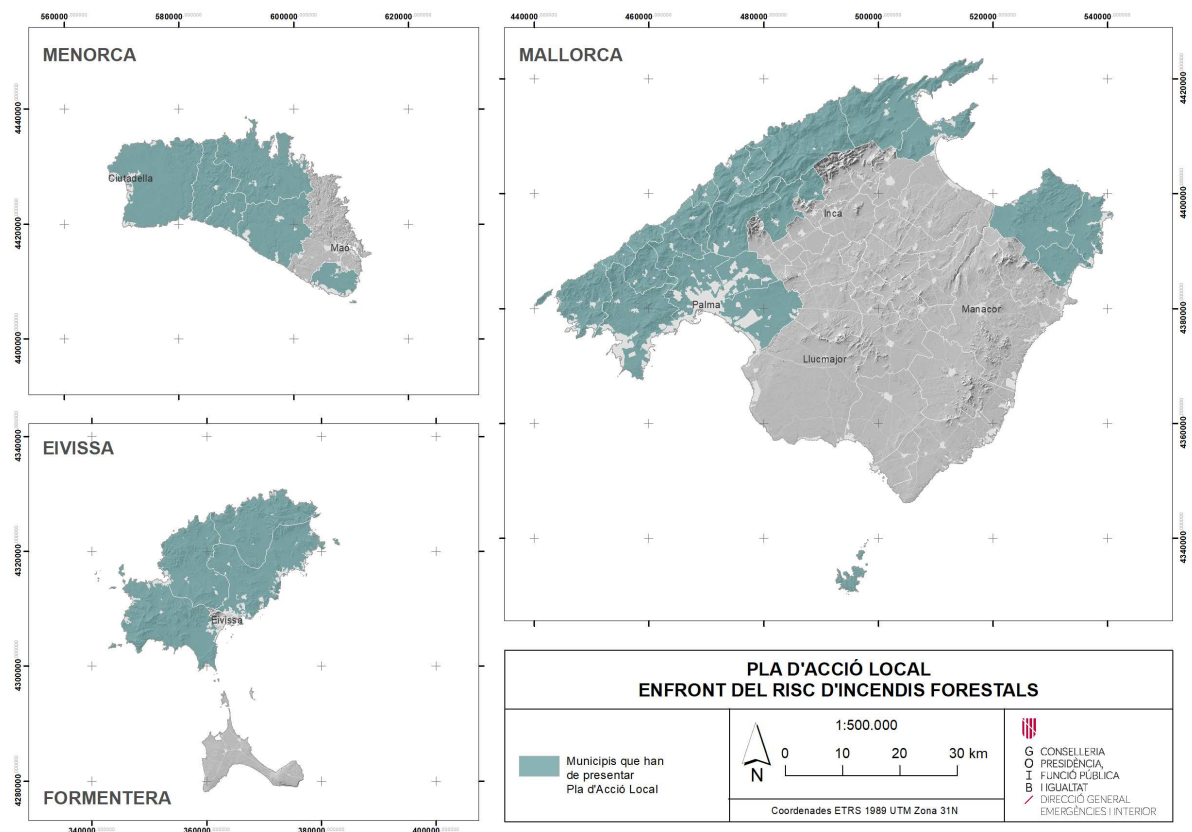 560000
580000
600000
620000
440000
460000
480000
500000
520000
540000
MENORCA
MALLORCA
4440000
4420000
4400000
4420000
4400000
4380000
4360000
4340000
Ciutadella
Maó
Inca
Palma
Manacor
Llucmajor
EIVISSA
4340000
4320000
4300000
4280000
Eivissa
FORMENTERA
340000
360000
380000
400000
PLA D'ACCIÓ LOCAL
ENFRONT DEL RISC D'INCENDIS FORESTALS
Municipis que han
de presentar
Pla d'Acció Local
N
1:500.000
0 10 20 30 km
Coordenades ETRS 1989 UTM Zona 31N
G CONSELLERIA
O PRESIDÈNCIA,
I FUNCIÓ PÚBLICA
B I IGUALTAT
DIRECCIÓ GENERAL
EMERGÈNCIES I INTERIOR